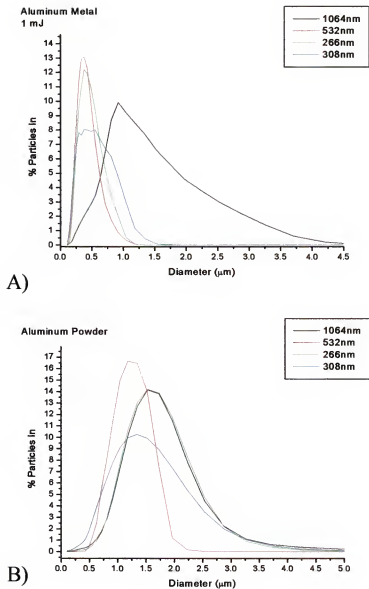 Aluminum Metal
1 mJ
1064nm
532nm
266nm
308nm
14
13
12
11
10
9
8
7
6
5
4
3
2
1
0
% Particles in
0.0 0.5 1.0 1.5 2.0 2.5 3.0 3.5 4.0 4.5
Diameter (μm)
A)
Aluminum Powder
1064nm
532nm
266nm
308nm
17
16
15
14
13
12
11
10
9
8
7
6
5
4
3
2
1
0
% Particles in
0.0 0.5 1.0 1.5 2.0 2.5 3.0 3.5 4.0 4.5 5.0
Diameter (μm)
B)